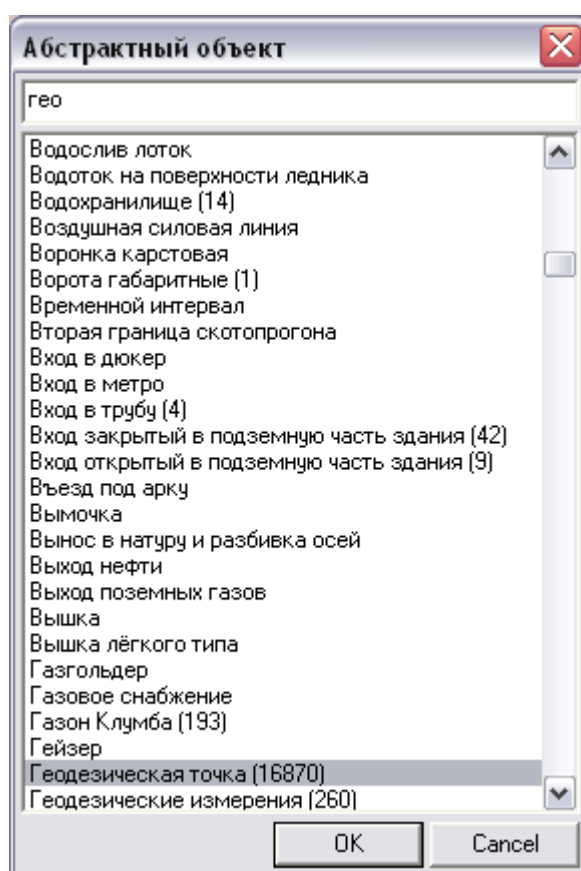 Абстрактный объект
гео
Водослив лоток
Водоток на поверхности ледника
Водохранилище (14)
Воздушная силовая линия
Воронка карстовая
Ворота габаритные (1)
Временной интервал
Вторая граница скотопрогона
Вход в дюкер
Вход в метро
Вход в трубу (4)
Вход закрытый в подземную часть здания (42)
Вход открытый в подземную часть здания (9)
Въезд под арку
Вымочка
Вынос в натуру и разбивка осей
Выход нефти
Выход поземных газов
Вышка
Вышка лёгкого типа
Газгольдер
Газовое снабжение
Газон Клумба (193)
Гейзер
Геодезическая точка (16870)
Геодезические измерения (260)
OK Cancel